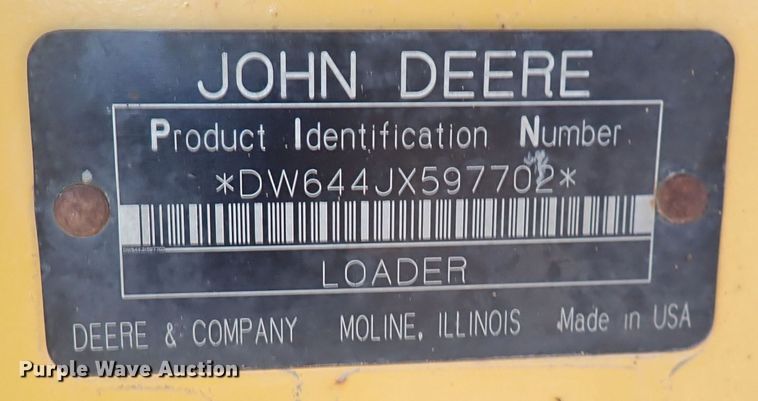 JOHN DEERE
Product Identification Number
*DW644JX597702*
LOADER
DEERE & COMPANY MOLINE, ILLINOIS Made in USA
Purple Wave Auction